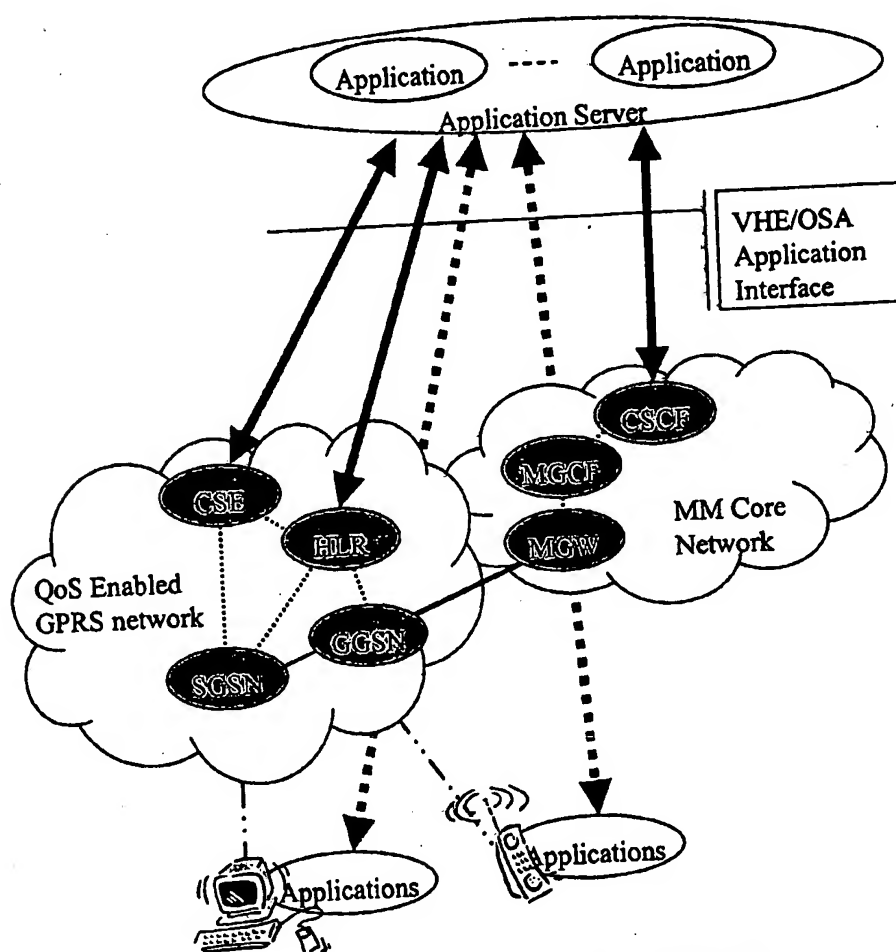 Application
Application
Application Server
VHE/OSA
Application
Interface
CSCF
MGCF
CSE
HLR
MGW
MM Core
Network
QoS Enabled
GPRS network
GGSN
SGSN
Applications
Applications